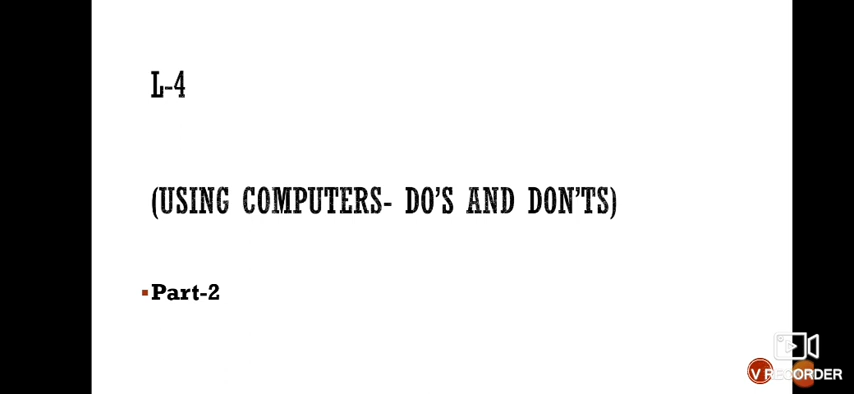 L-4
(USING COMPUTERS- DO'S AND DON'TS)
▪Part-2
V RECORDER